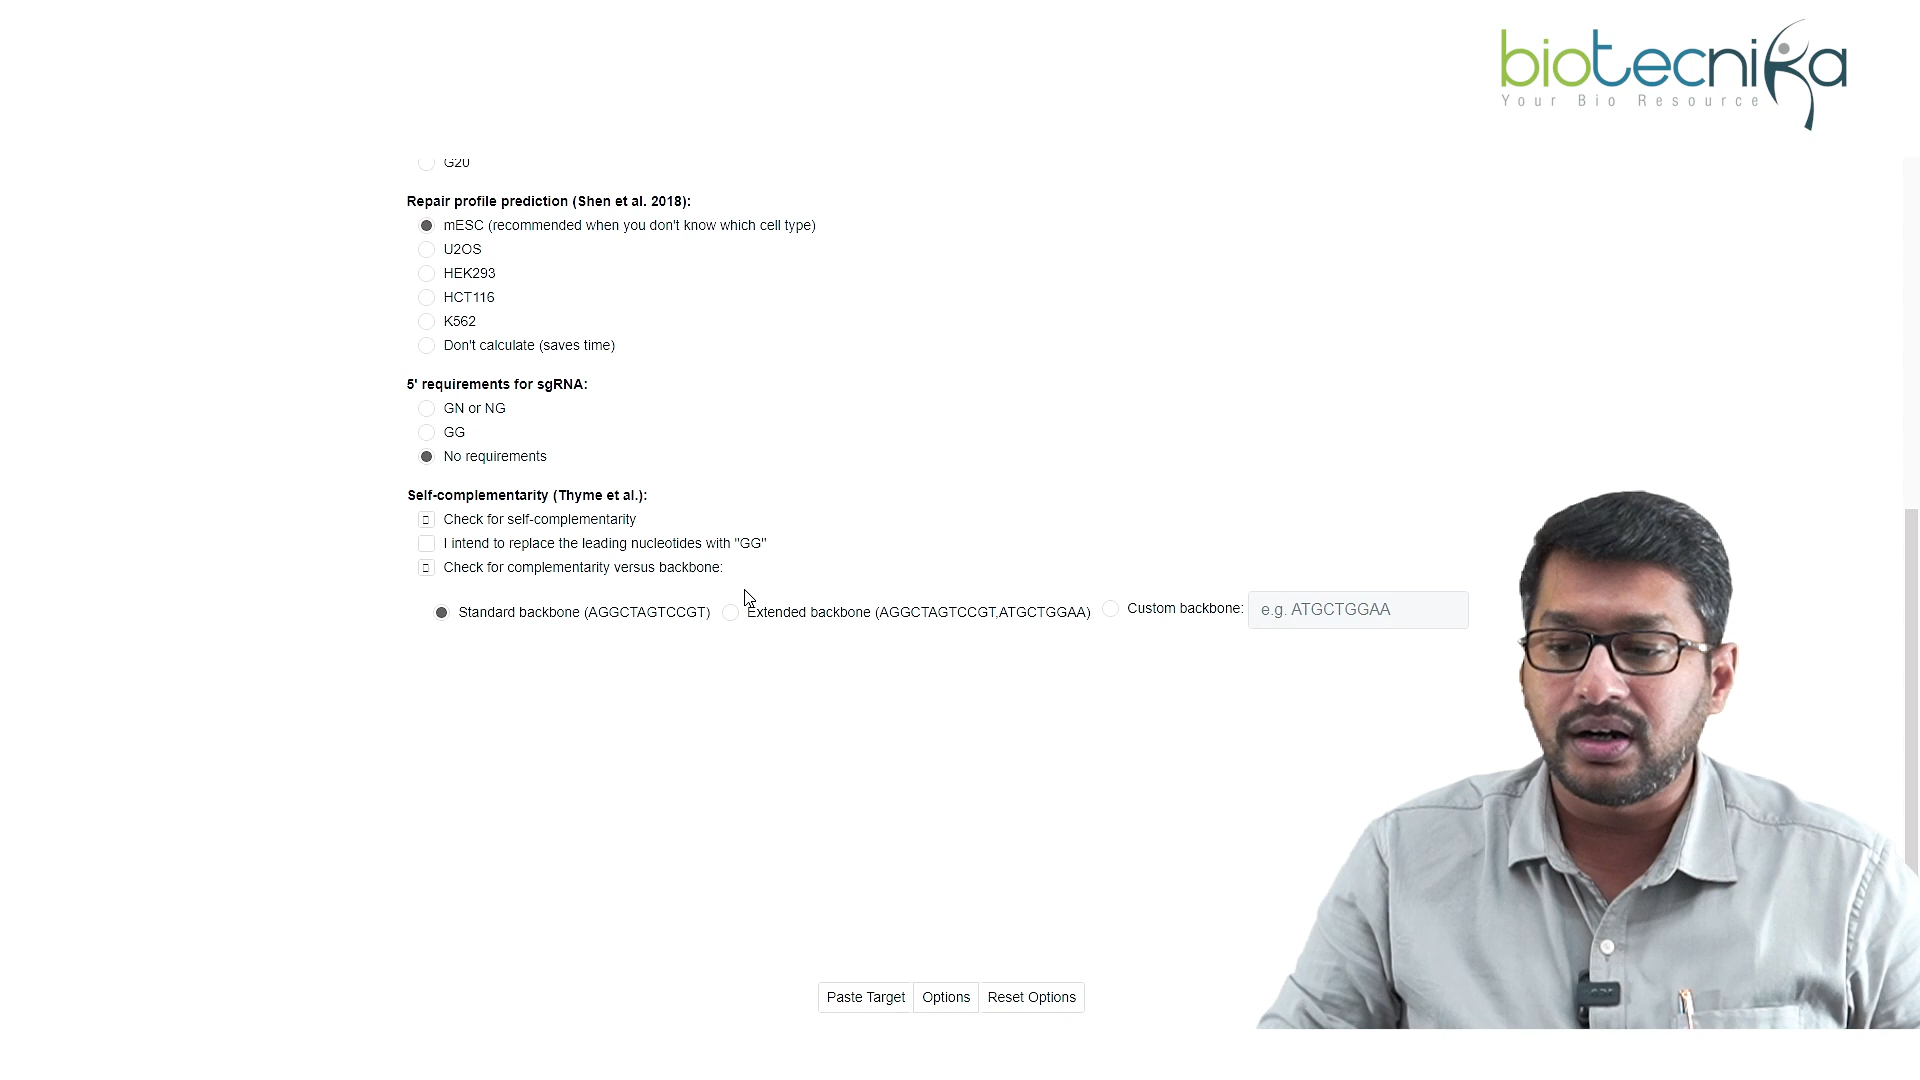 biotecnika
Your Bio Resource
G20
Repair profile prediction (Shen et al. 2018):
mESC (recommended when you don't know which cell type)
U2OS
HEK293
HCT116
K562
Don't calculate (saves time)
5' requirements for sgRNA:
GN or NG
GG
No requirements
Self-complementarity (Thyme et al.):
Check for self-complementarity
I intend to replace the leading nucleotides with "GG"
Check for complementarity versus backbone:
Standard backbone (AGGCTAGTCCGT) Extended backbone (AGGCTAGTCCGT,ATGCTGGAA) Custom backbone: e.g. ATGCTGGAA
Paste Target Options Reset Options